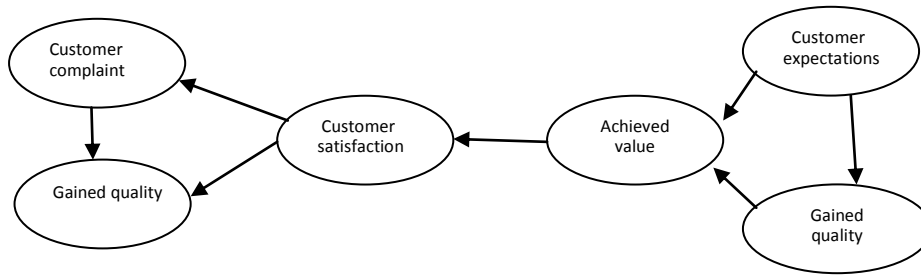 Customer
complaint
Gained quality
Customer
satisfaction
Achieved
value
Customer
expectations
Gained
quality